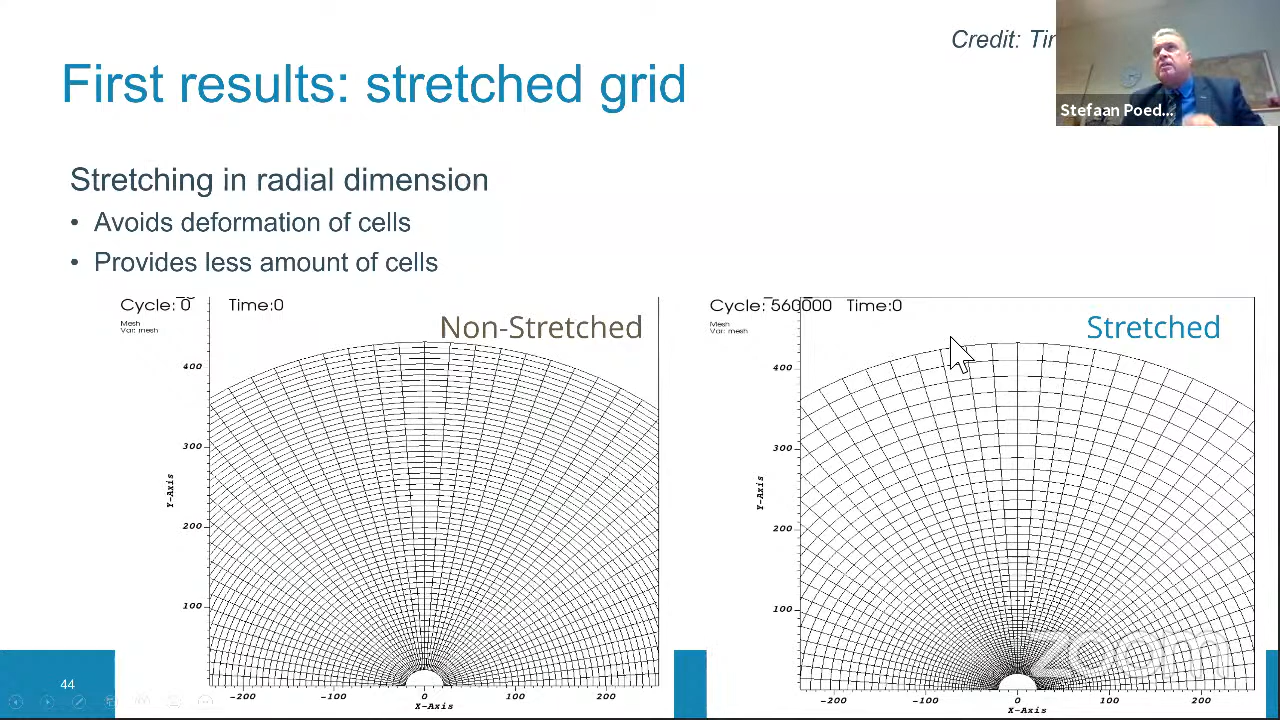 Credit: Tir
First results: stretched grid
Stefaan Poed...
Stretching in radial dimension
• Avoids deformation of cells
• Provides less amount of cells
Cycle: 0 Time:0
Mesh
Var: mesh
Non-Stretched
400
300
200
100
Y-Axis
-200 -100 0 100 200
X-Axis
Cycle: 560000 Time:0
Mesh
Var: mesh
Stretched
400
300
200
100
Y-Axis
-200 -100 0 100 200
X-Axis
zoom
44